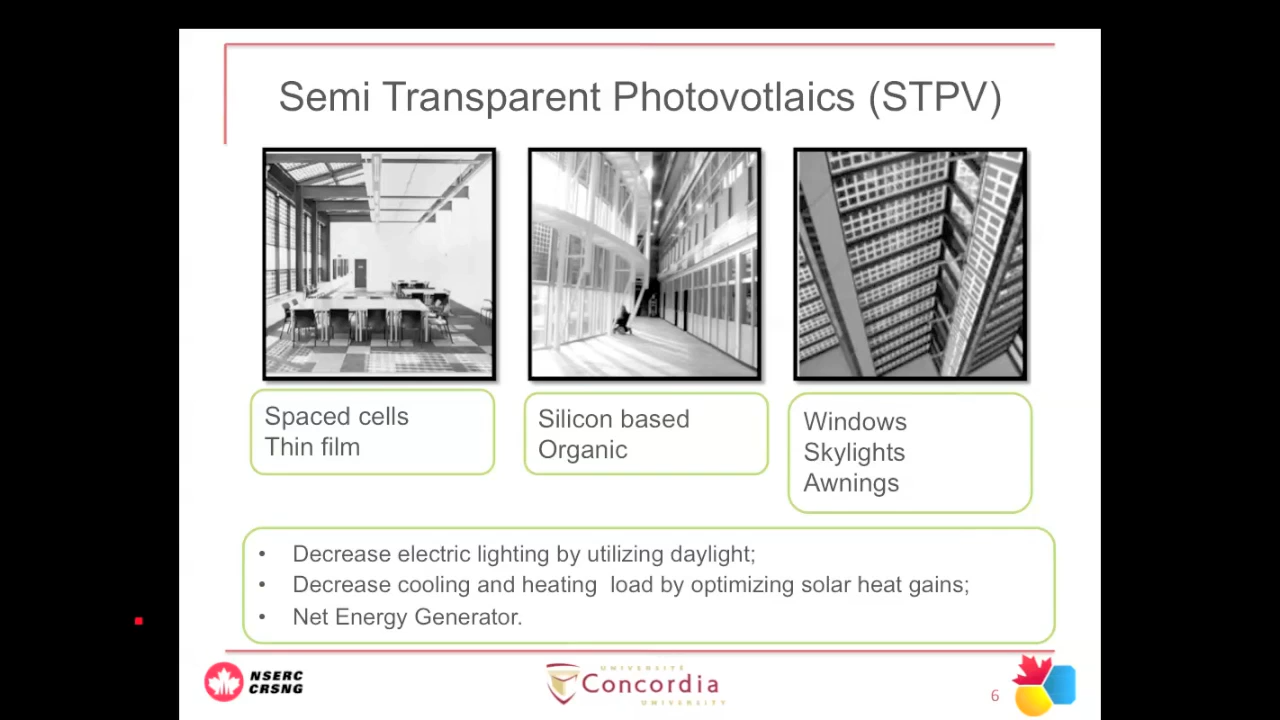 Semi Transparent Photovotlaics (STPV)
Spaced cells
Thin film
Silicon based
Organic
Windows
Skylights
Awnings
• Decrease electric lighting by utilizing daylight;
• Decrease cooling and heating load by optimizing solar heat gains;
• Net Energy Generator.
NSERC
CRSNG
UNIVERSITÉ
Concordia
UNIVERSITY
6